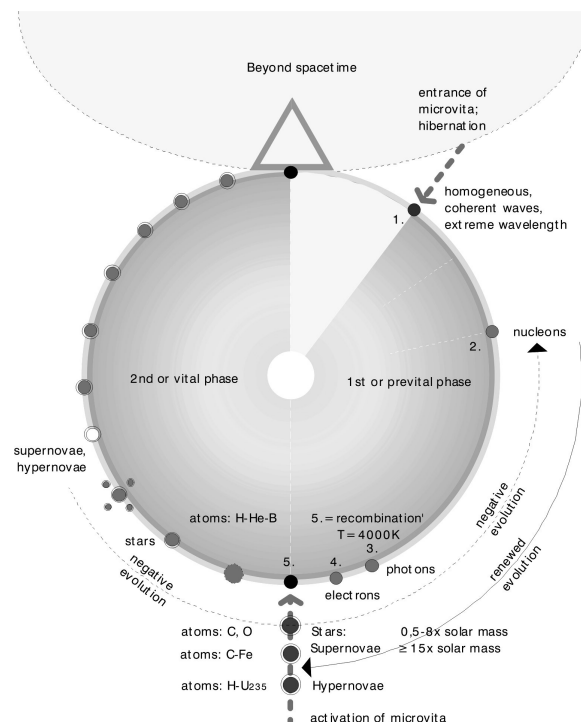 Beyond spacetime
entrance of
microvita;
hibernation
homogeneous,
coherent waves,
extreme wavelength
1.
nucleons
2.
2nd or vital phase
1st or previtál phase
supernovae,
hypernovae
atoms: H-He-B
5.=recombination'
T=4000K
3.
stars
5.
4.
photons
electrons
negative
evolution
negative
evolution
renewed
evolution
atoms: C, O
Stars:
0,5-8x solar mass
atoms: C-Fe
Supernovae
≥15x solar mass
atoms: H-U235
Hypernovae
activation of microvita